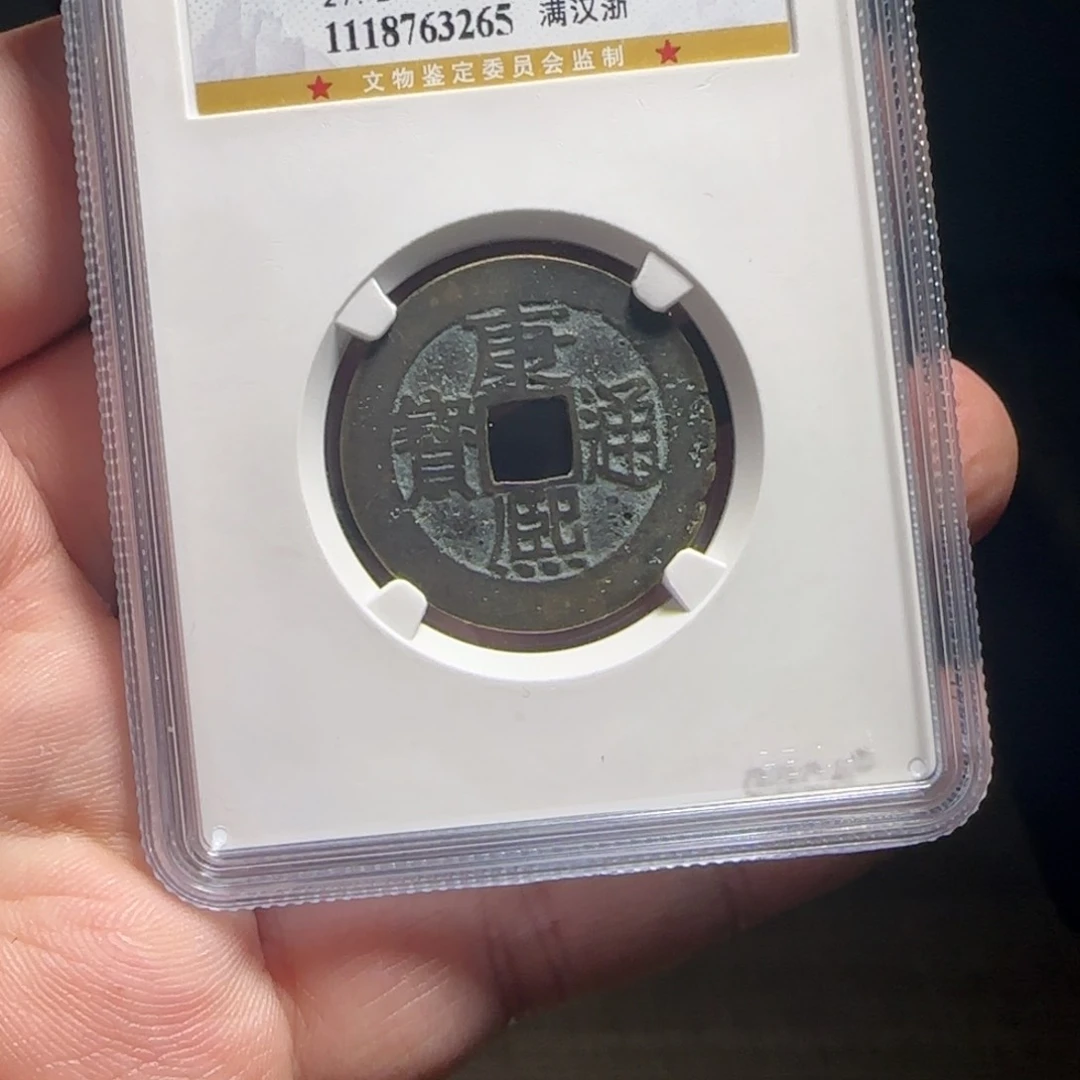 1118763265 满汉浙
★ 文物鉴定委员会监制 ★
康
寳 通
熙